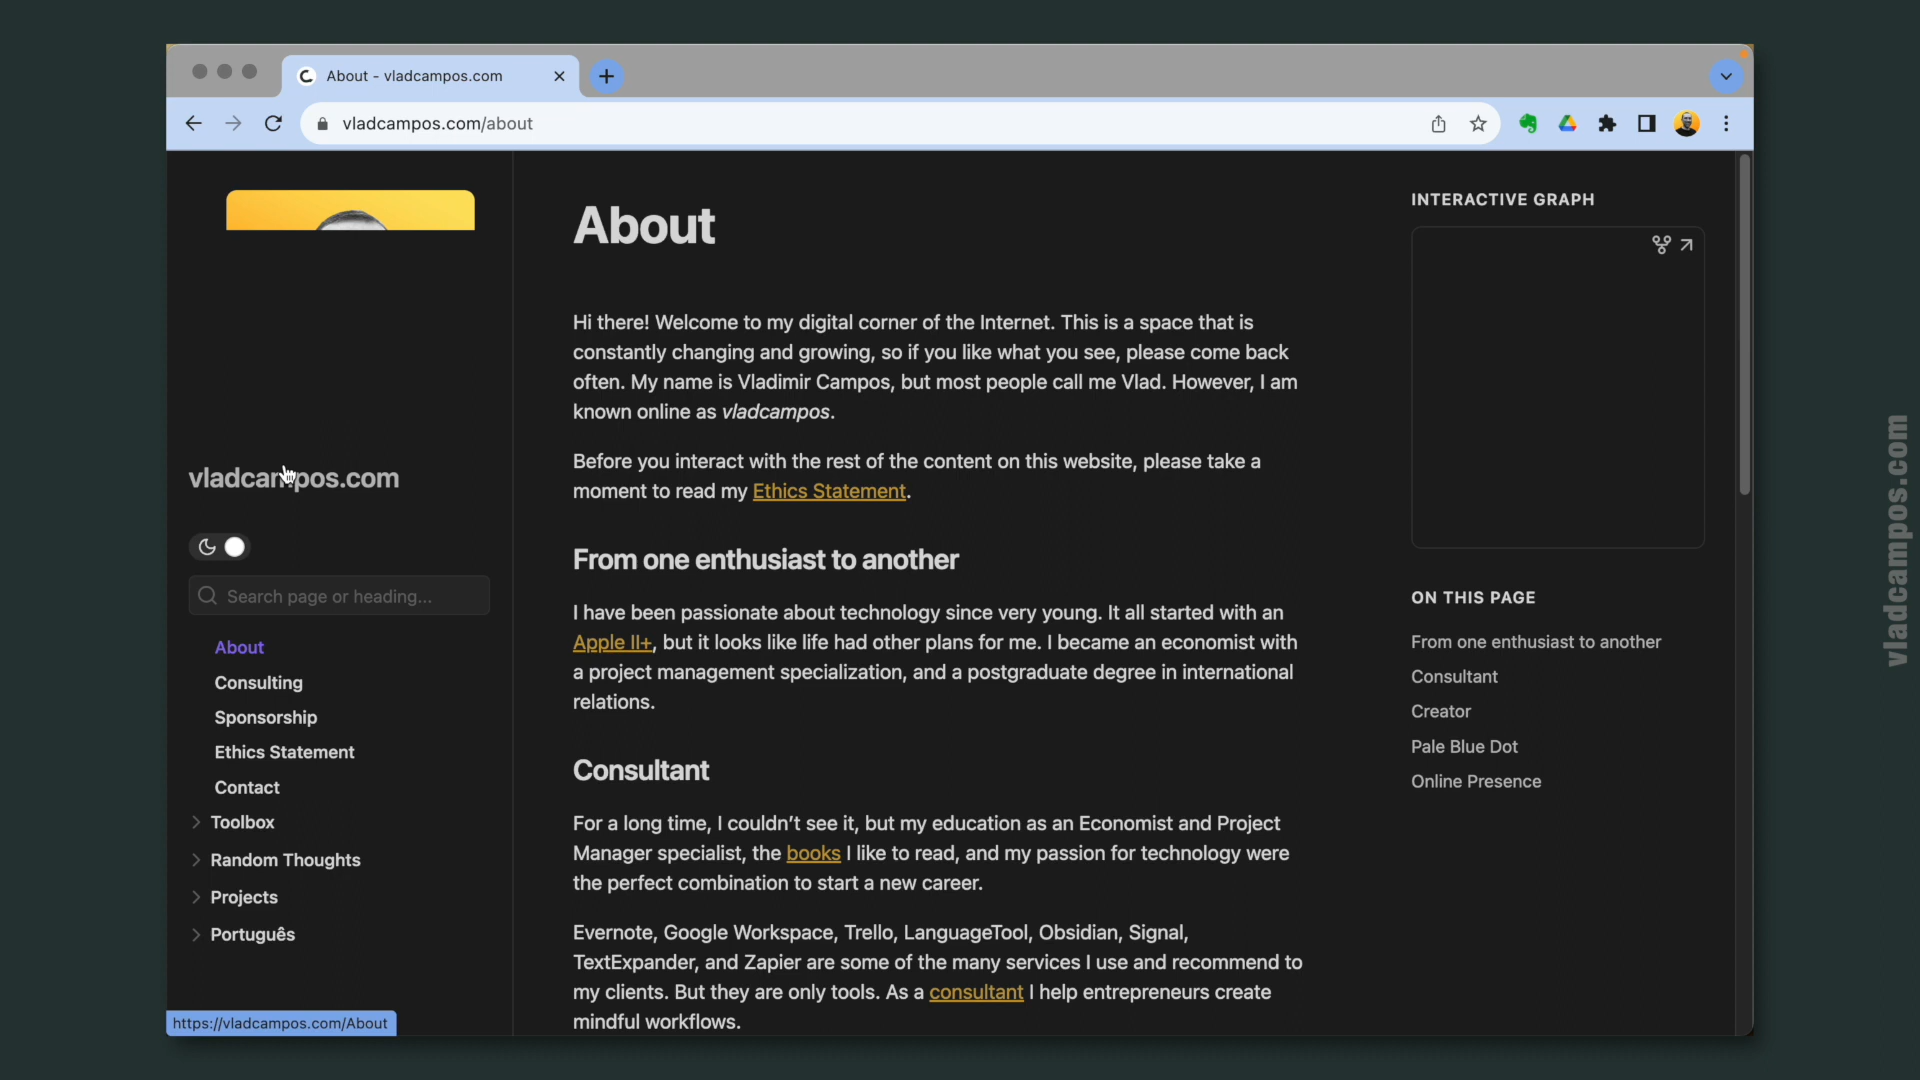 About - vladcampos.com
vladcampos.com/about
vladcampos.com
Search page or heading...
About
Consulting
Sponsorship
Ethics Statement
Contact
Toolbox
Random Thoughts
Projects
Português
https://vladcampos.com/About
About
Hi there! Welcome to my digital corner of the Internet. This is a space that is
constantly changing and growing, so if you like what you see, please come back
often. My name is Vladimir Campos, but most people call me Vlad. However, I am
known online as vladcampos.
Before you interact with the rest of the content on this website, please take a
moment to read my Ethics Statement.
From one enthusiast to another
I have been passionate about technology since very young. It all started with an
Apple II+, but it looks like life had other plans for me. I became an economist with
a project management specialization, and a postgraduate degree in international
relations.
Consultant
For a long time, I couldn't see it, but my education as an Economist and Project
Manager specialist, the books I like to read, and my passion for technology were
the perfect combination to start a new career.
Evernote, Google Workspace, Trello, LanguageTool, Obsidian, Signal,
TextExpander, and Zapier are some of the many services I use and recommend to
my clients. But they are only tools. As a consultant I help entrepreneurs create
mindful workflows.
INTERACTIVE GRAPH
ON THIS PAGE
From one enthusiast to another
Consultant
Creator
Pale Blue Dot
Online Presence
vladcampos.com